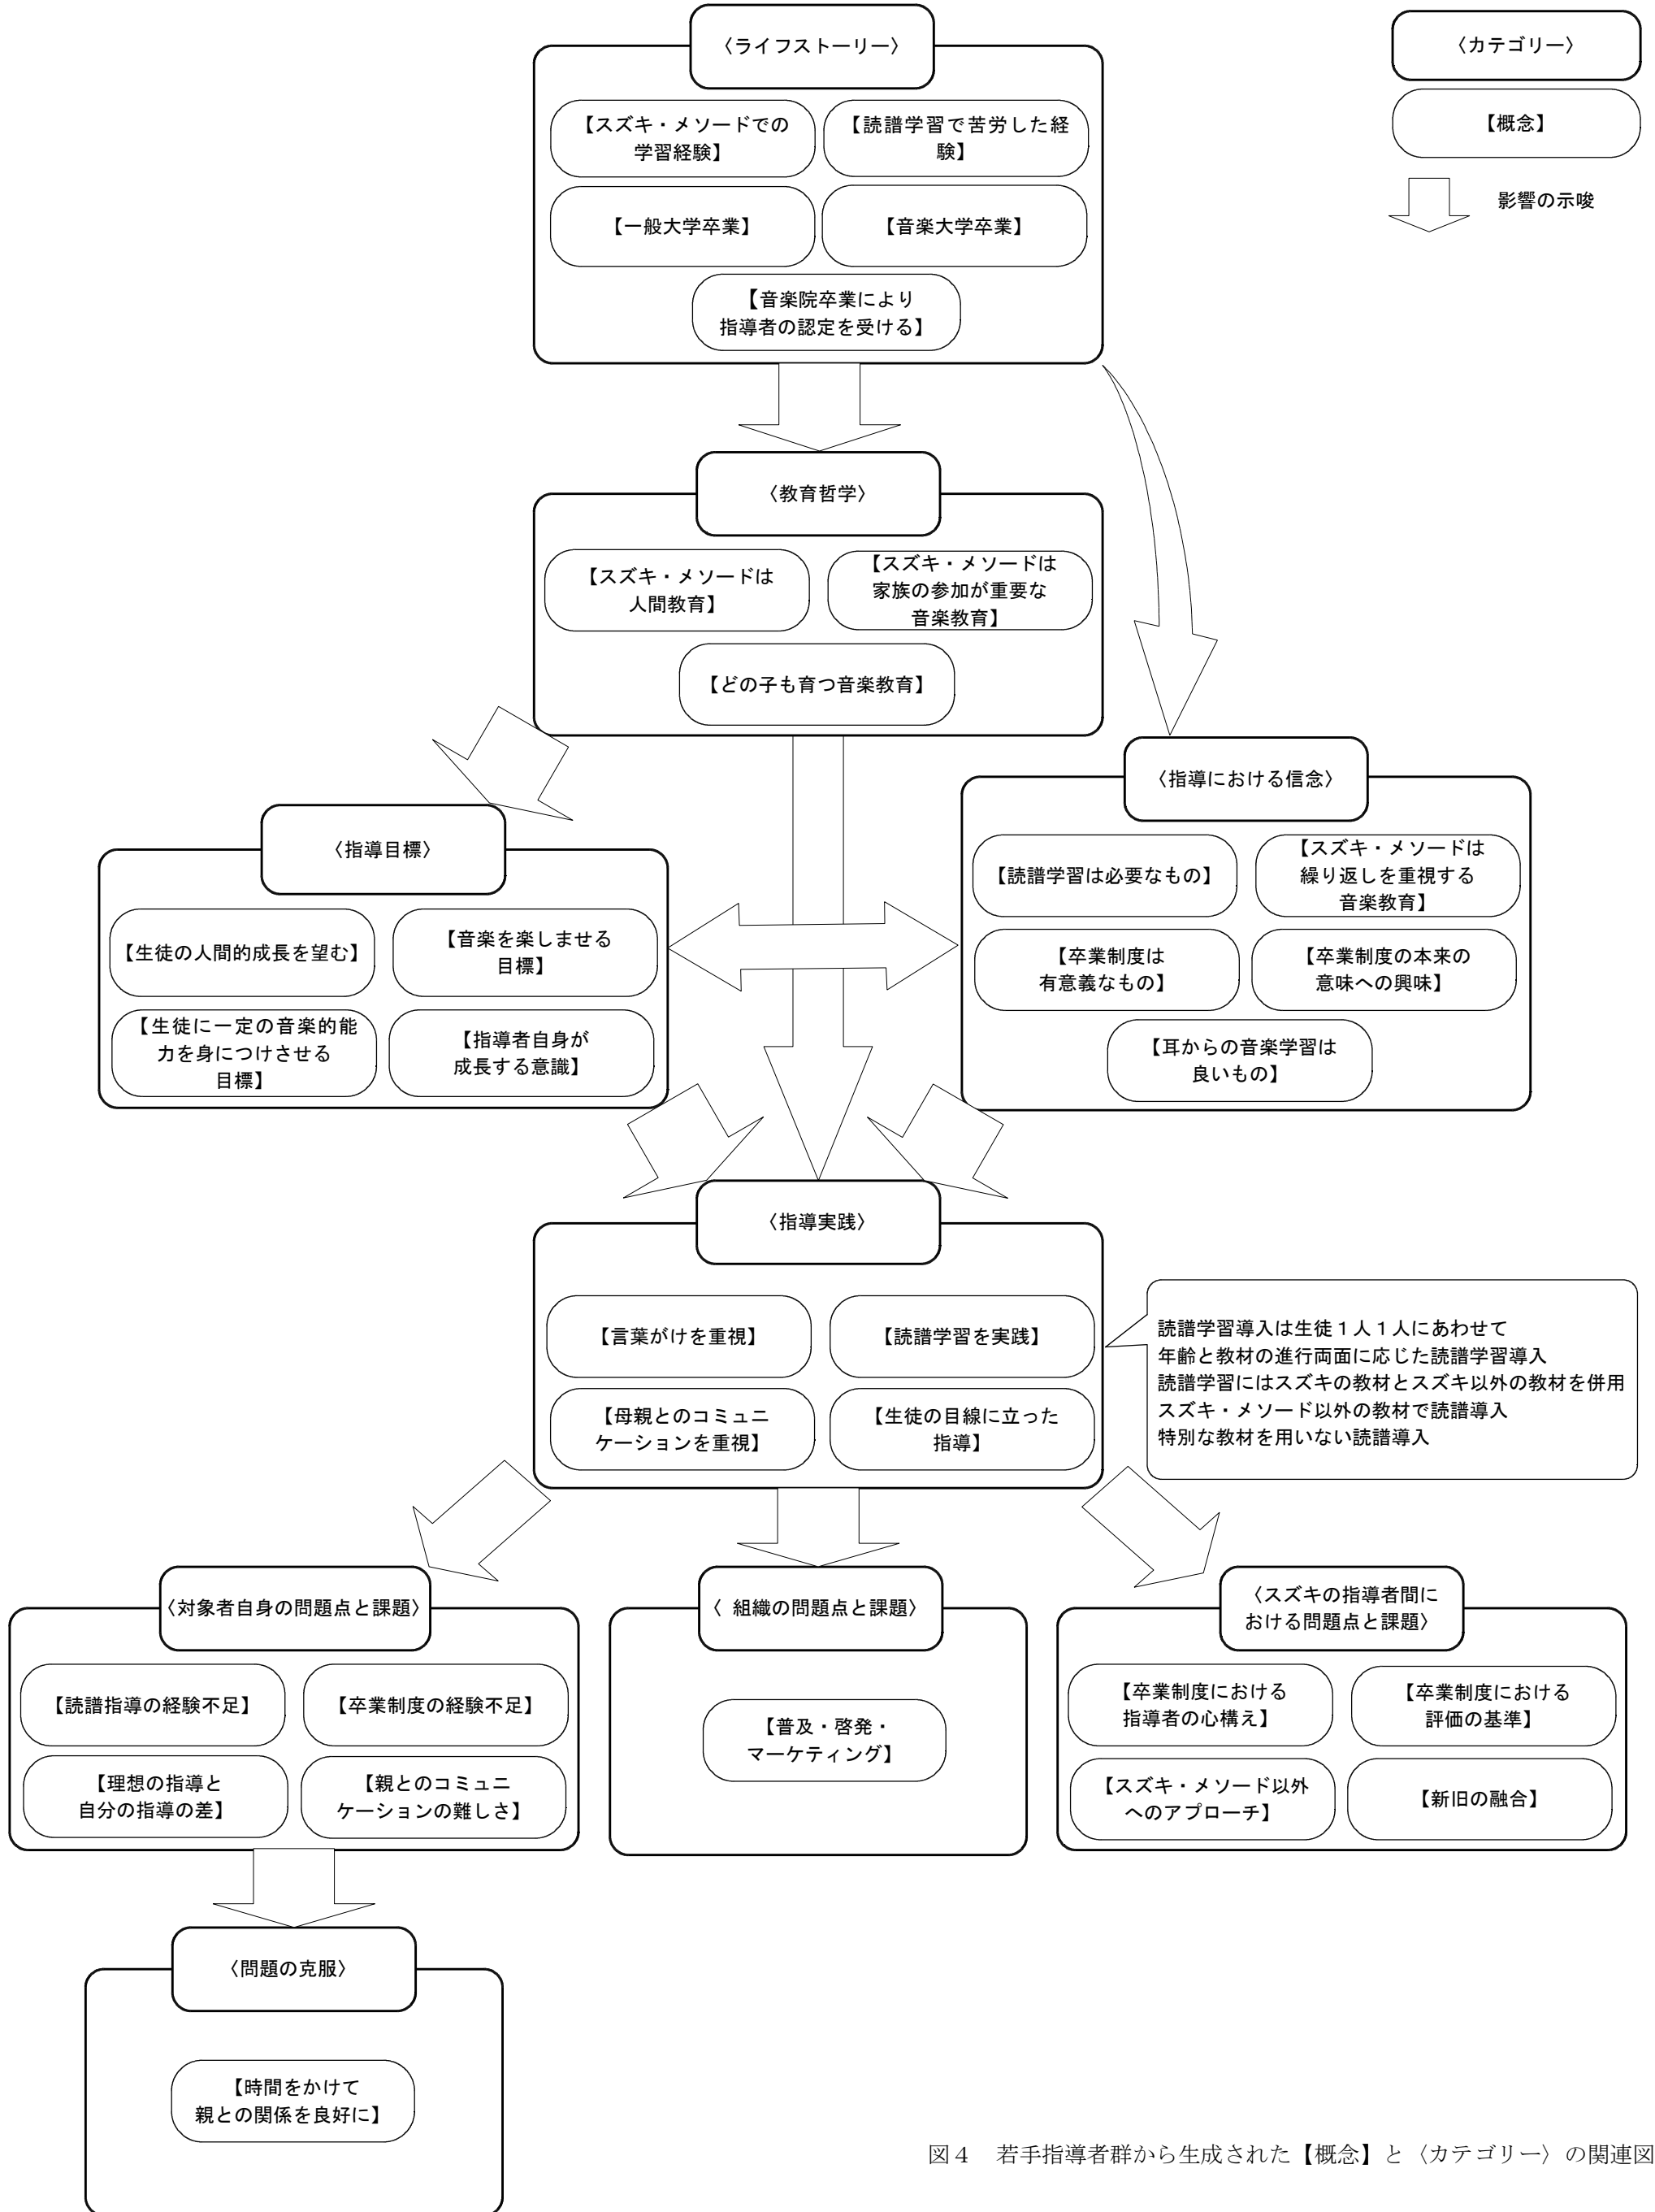 〈ライフストーリー〉
【スズキ・メソードでの
学習経験】
【読譜学習で苦労した経
験】
【一般大学卒業】
【音楽大学卒業】
【音楽院卒業により
指導者の認定を受ける】
〈カテゴリー〉
【概念】
影響の示唆
〈教育哲学〉
【スズキ・メソードは
人間教育】
【スズキ・メソードは
家族の参加が重要な
音楽教育】
【どの子も育つ音楽教育】
〈指導目標〉
【生徒の人間的成長を望む】
【音楽を楽しませる
目標】
【生徒に一定の音楽的能
力を身につけさせる
目標】
【指導者自身が
成長する意識】
〈指導における信念〉
【読譜学習は必要なもの】
【スズキ・メソードは
繰り返しを重視する
音楽教育】
【卒業制度は
有意義なもの】
【卒業制度の本来の
意味への興味】
【耳からの音楽学習は
良いもの】
〈指導実践〉
【言葉がけを重視】
【読譜学習を実践】
【母親とのコミュニ
ケーションを重視】
【生徒の目線に立った
指導】
読譜学習導入は生徒１人１人にあわせて
年齢と教材の進行両面に応じた読譜学習導入
読譜学習にはスズキの教材とスズキ以外の教材を併用
スズキ・メソード以外の教材で読譜導入
特別な教材を用いない読譜導入
〈対象者自身の問題点と課題〉
【読譜指導の経験不足】
【卒業制度の経験不足】
【理想の指導と
自分の指導の差】
【親とのコミュニ
ケーションの難しさ】
〈 組織の問題点と課題〉
【普及・啓発・
マーケティング】
〈スズキの指導者間に
おける問題点と課題〉
【卒業制度における
指導者の心構え】
【卒業制度における
評価の基準】
【スズキ・メソード以外
へのアプローチ】
【新旧の融合】
〈問題の克服〉
【時間をかけて
親との関係を良好に】
図４　若手指導者群から生成された【概念】と〈カテゴリー〉の関連図